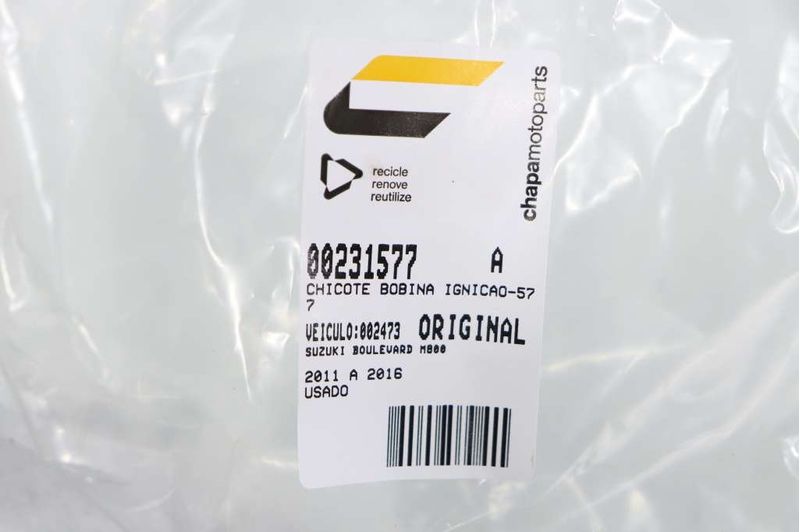 chapamotoparts
recicle
renove
reutilize
00231577 A
CHICOTE BOBINA IGNICAO-57
7
VEICULO:002473 ORIGINAL
SUZUKI BOULEVARD M800
2011 A 2016
USADO